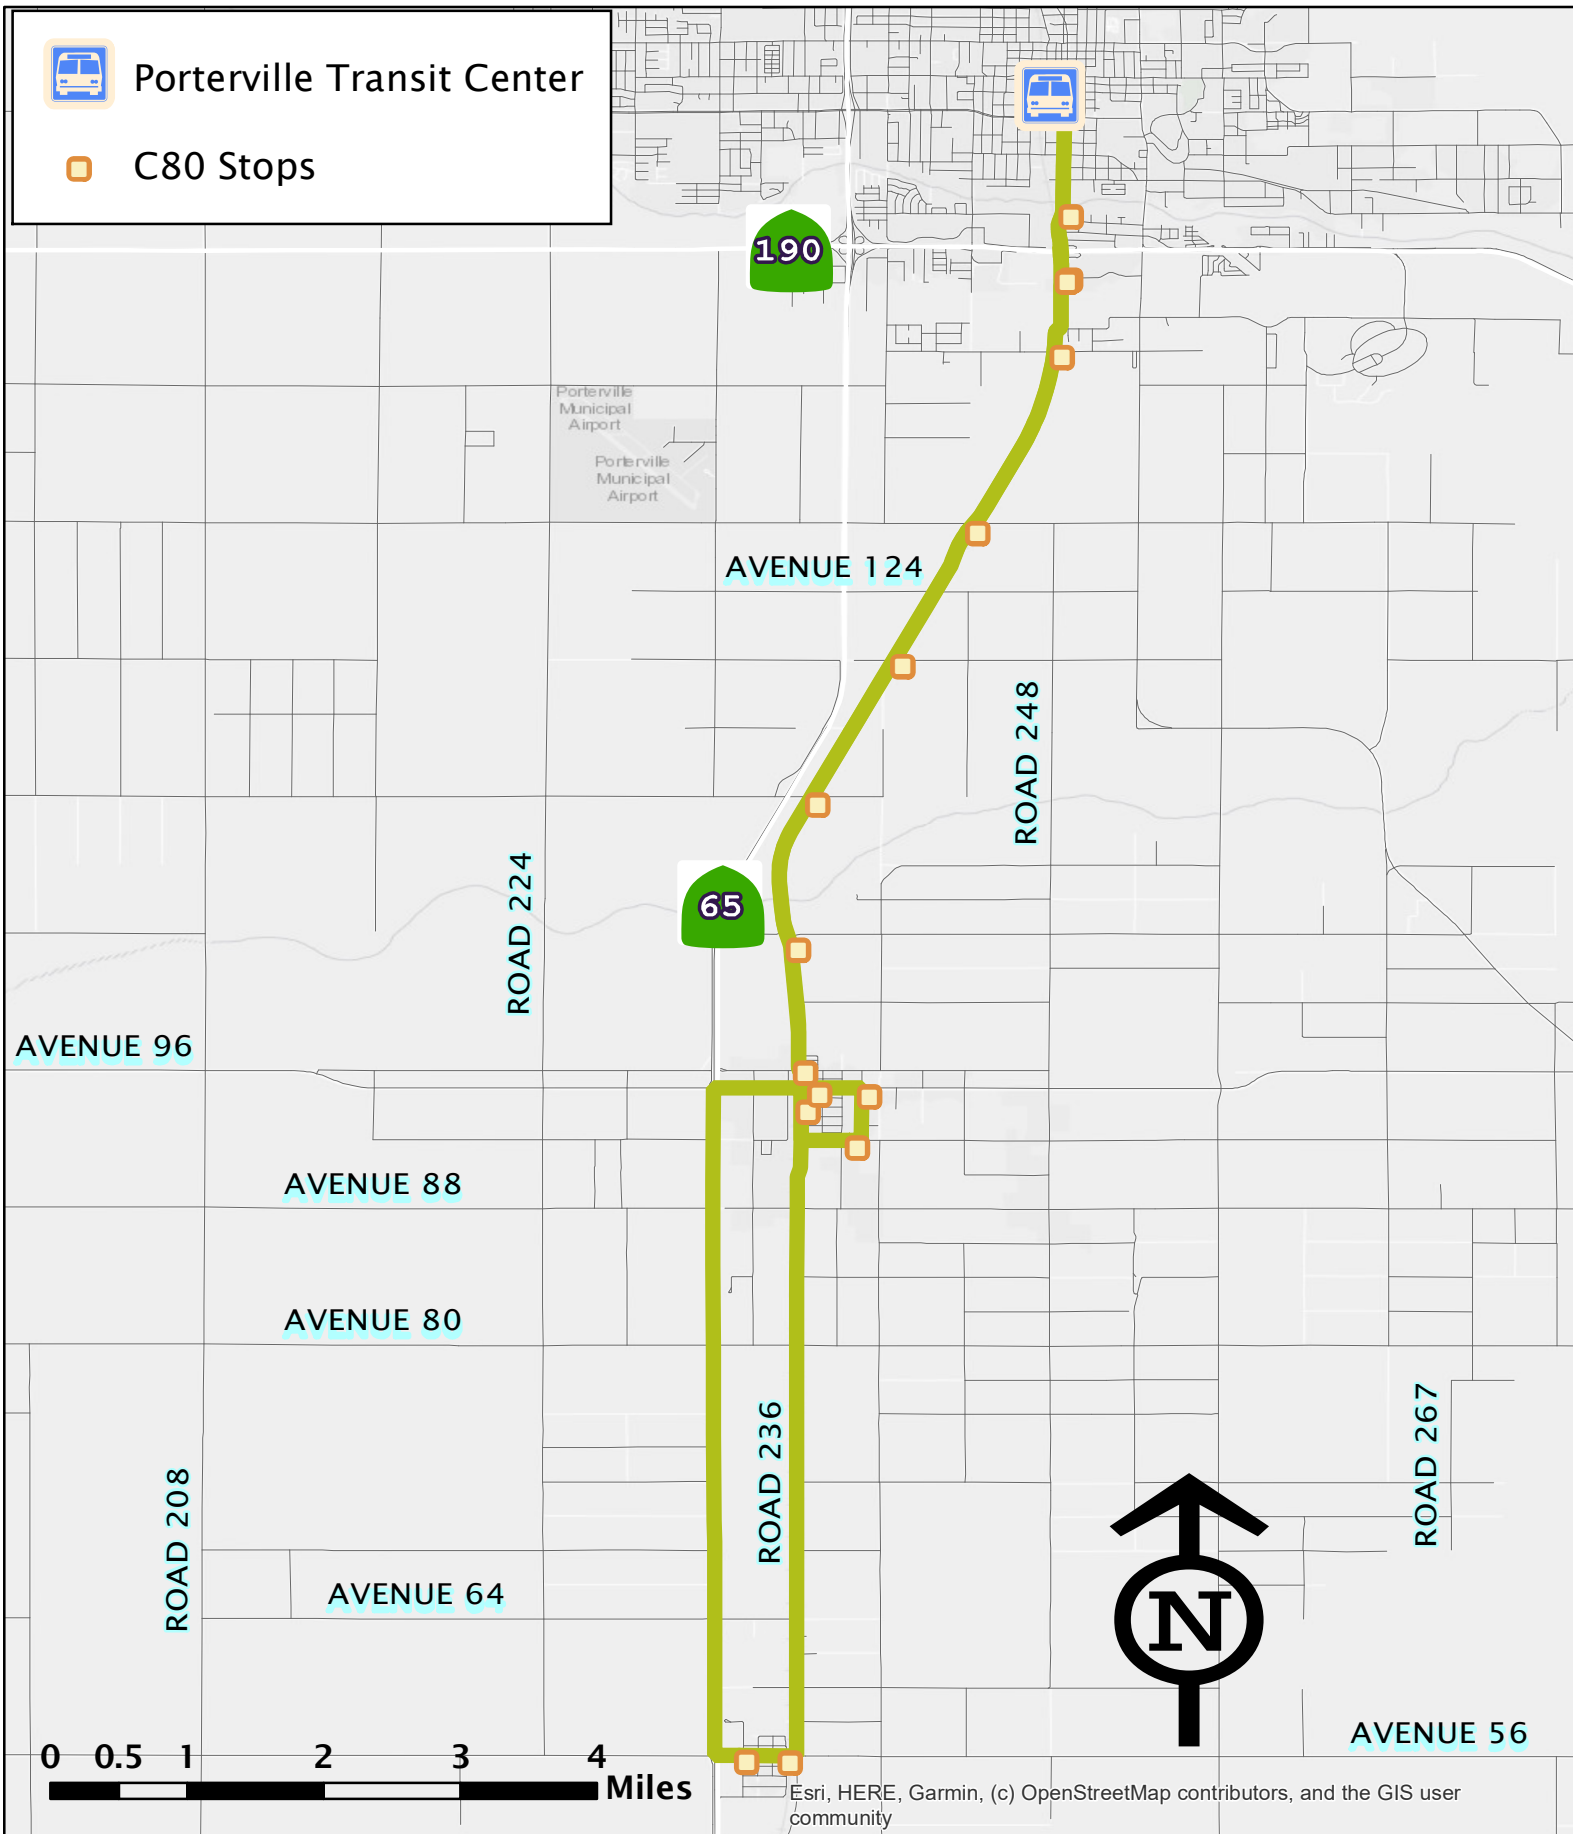 Porterville Transit Center
C80 Stops
190
Porterville
Municipal
Airport
Porterville
Municipal
Airport
AVENUE 124
ROAD 248
ROAD 224
65
AVENUE 96
AVENUE 88
AVENUE 80
ROAD 236
ROAD 267
ROAD 208
AVENUE 64
N
AVENUE 56
0 0.5 1 2 3 4
Miles
Esri, HERE, Garmin, (c) OpenStreetMap contributors, and the GIS user
community